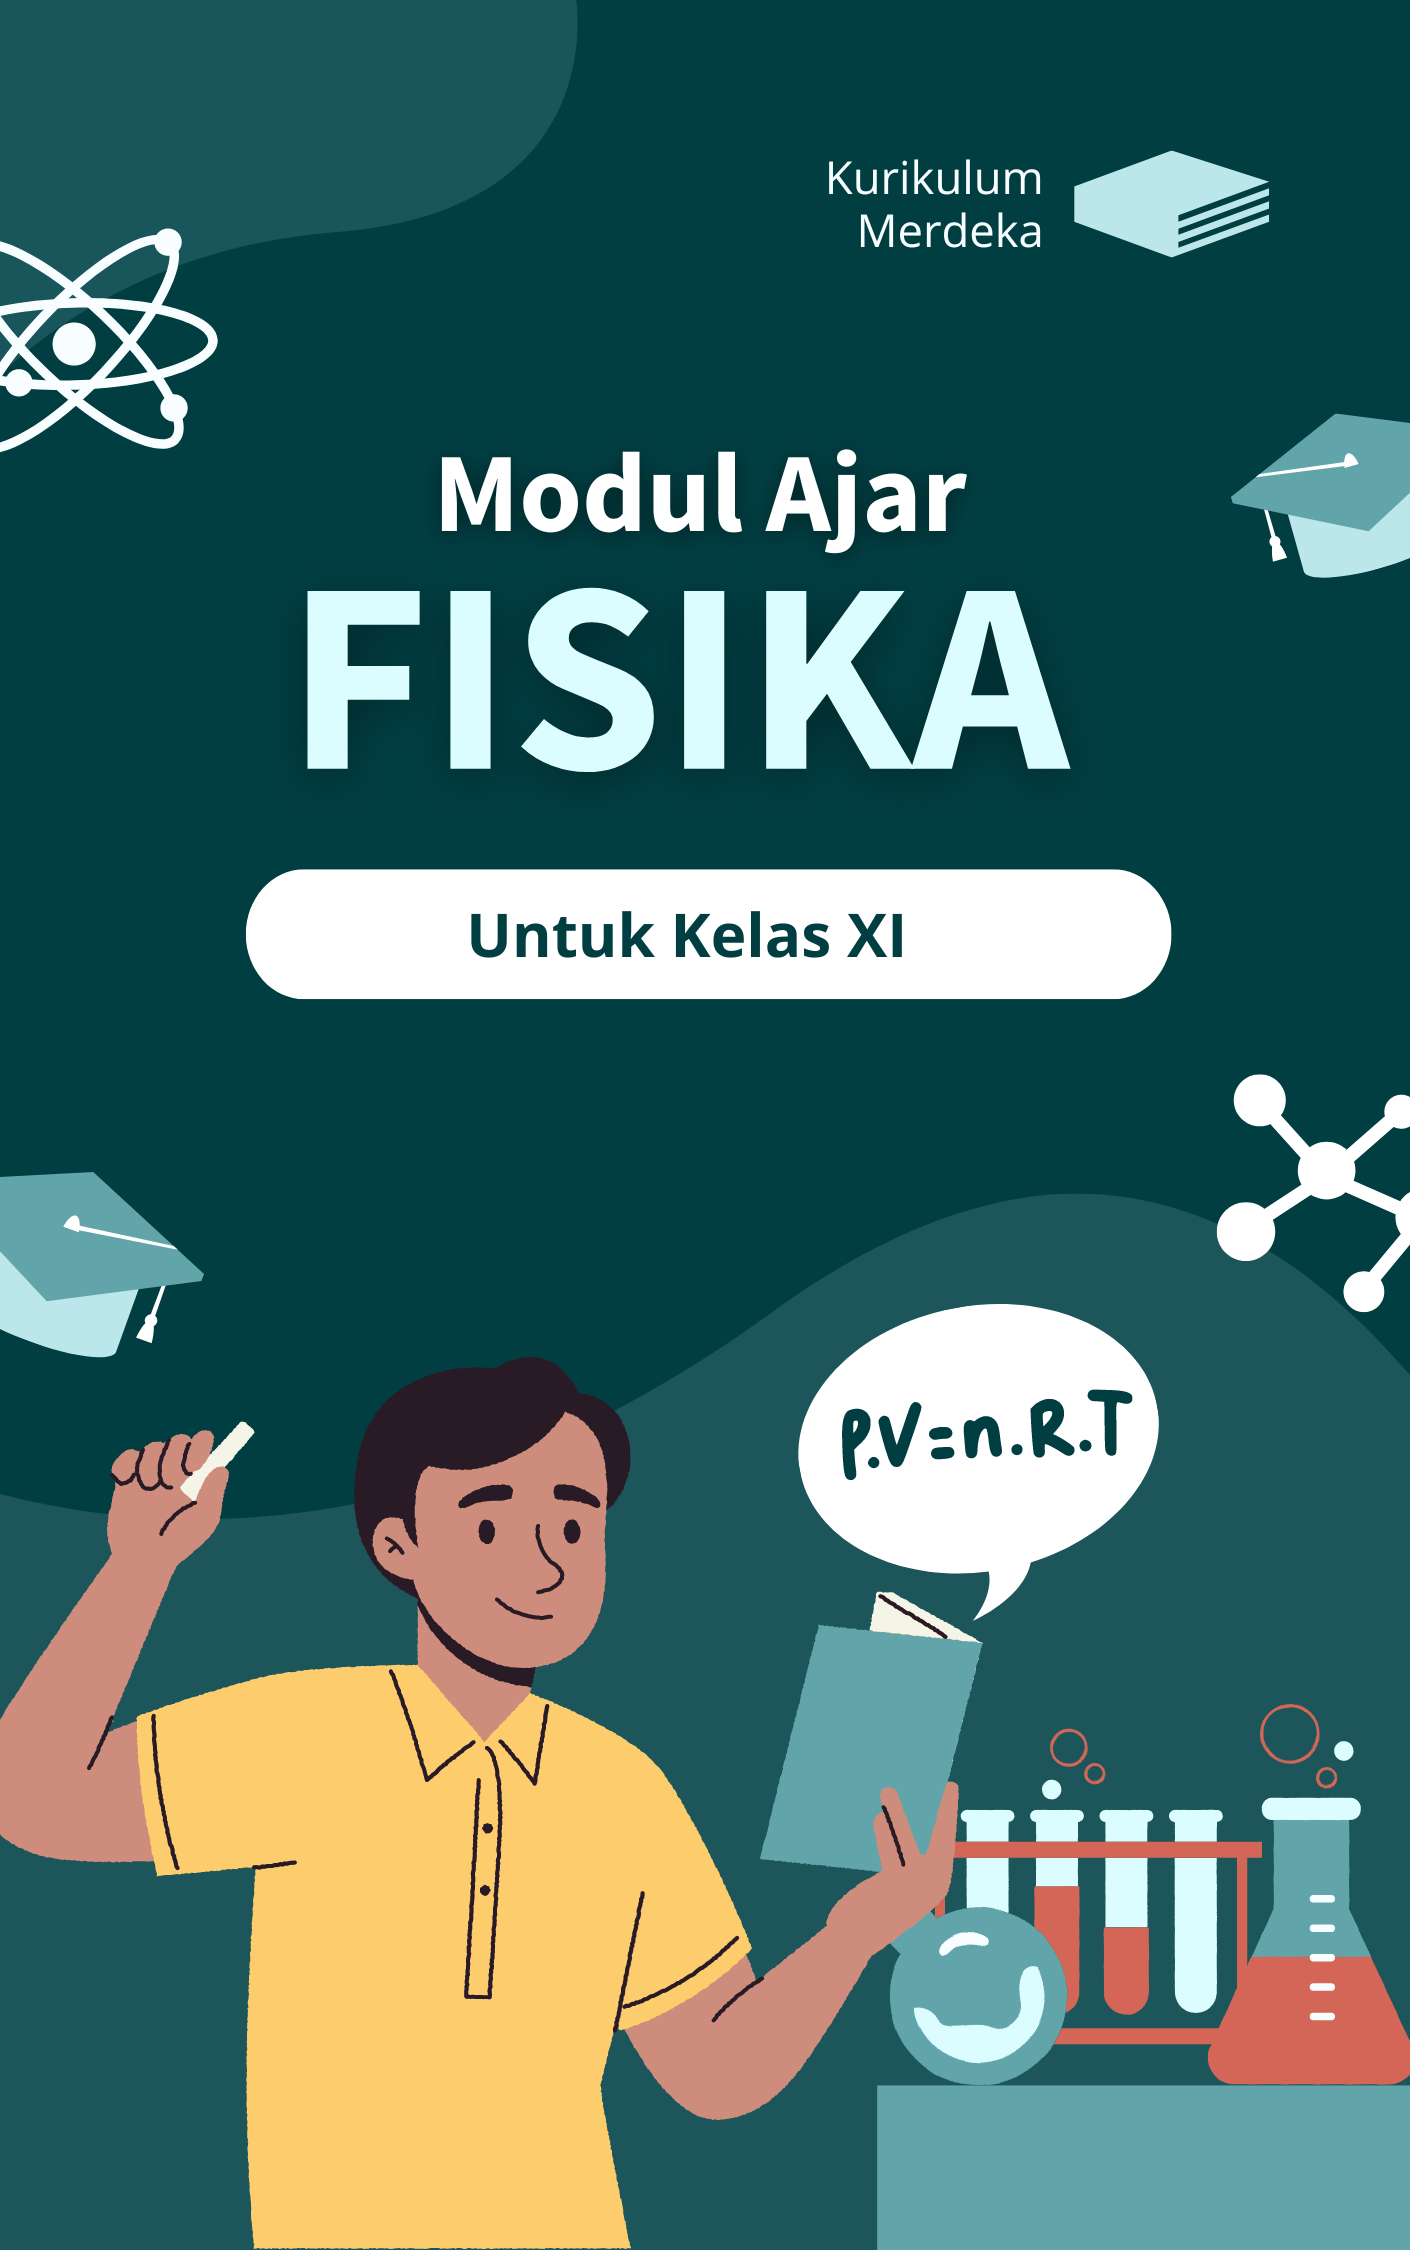 Kurikulum
Merdeka
Modul Ajar
FISIKA
Untuk Kelas XI
P.V=n.R.T